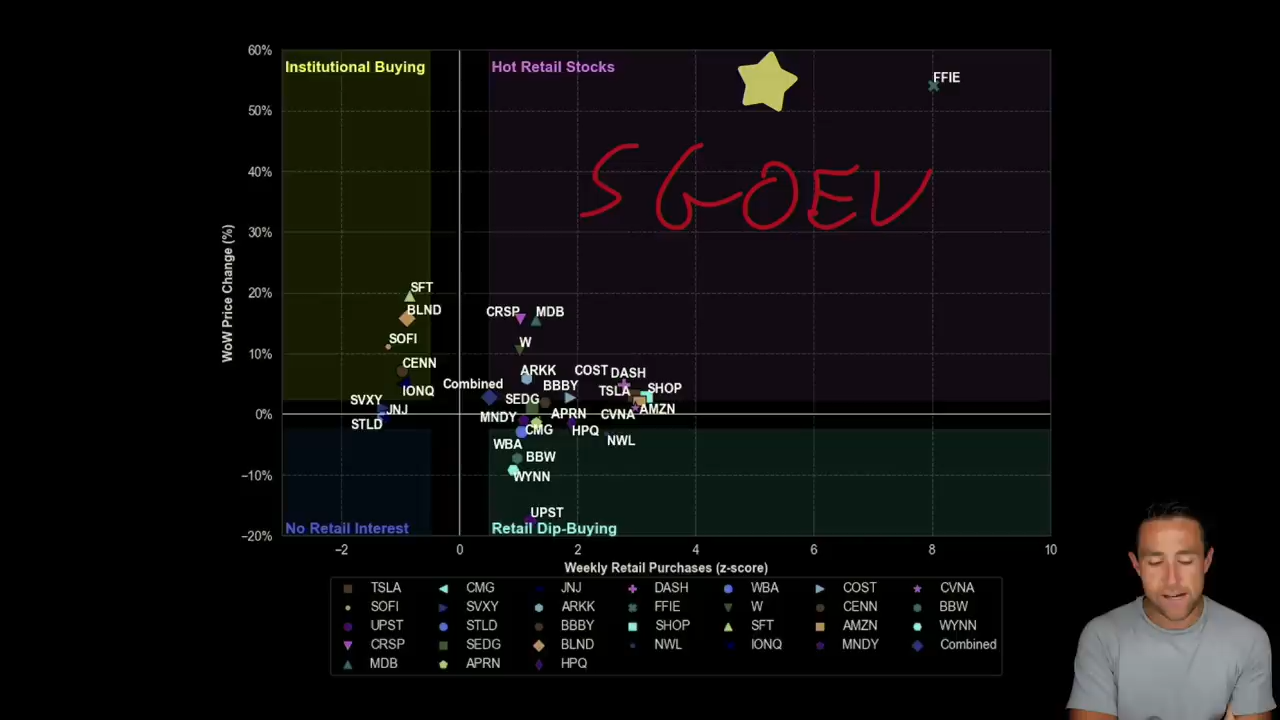 60%
Institutional Buying
Hot Retail Stocks
FFIE
50%
SGOEV
40%
30%
20%
SFT
BLND
CRSP
MDB
SOFI
W
10%
CENN
ARKK
COST
DASH
IONQ
Combined
BBBY
TSLA
SHOP
SVXY
JNJ
SEDG
AMZN
0%
MNDY
APRN
CVNA
STLD
CMG
HPQ
NWL
WBA
BBW
−10%
WYNN
UPST
No Retail Interest
Retail Dip-Buying
−20%
WoW Price Change (%)
−2 0 2 4 6 8 10
Weekly Retail Purchases (z-score)
TSLA CMG JNJ DASH WBA COST CVNA
SOFI SVXY ARKK FFIE W CENN BBW
UPST STLD BBBY SHOP SFT AMZN WYNN
CRSP SEDG BLND NWL IONQ MNDY Combined
MDB APRN HPQ